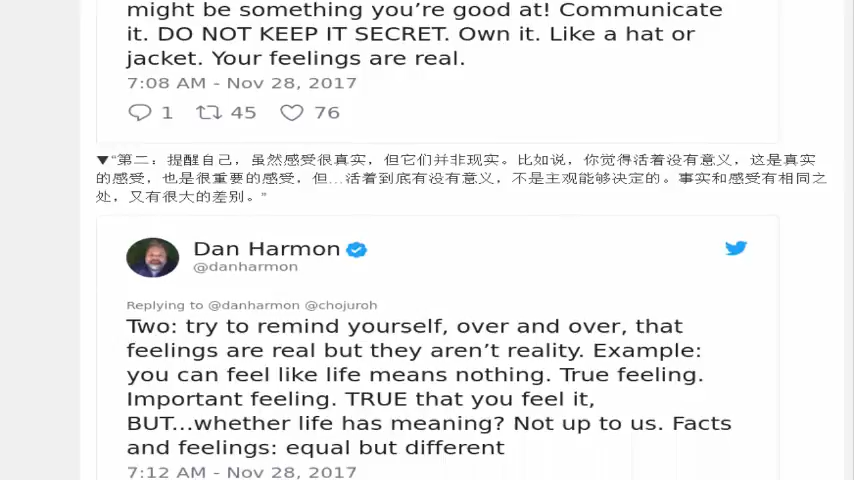 might be something you’re good at! Communicate
it. DO NOT KEEP IT SECRET. Own it. Like a hat or
jacket. Your feelings are real.
7:08 AM - Nov 28, 2017
1 45 76
▼“第二：提醒自己，虽然感受很真实，但它们并非现实。比如说，你觉得活着没有意义，这是真实
的感受，也是很重要的感受，但…活着到底有没有意义，不是主观能够决定的。事实和感受有相同之
处，又有很大的差别。”
Dan Harmon
@danharmon
Replying to @danharmon @chojuroh
Two: try to remind yourself, over and over, that
feelings are real but they aren’t reality. Example:
you can feel like life means nothing. True feeling.
Important feeling. TRUE that you feel it,
BUT...whether life has meaning? Not up to us. Facts
and feelings: equal but different
7:12 AM - Nov 28, 2017